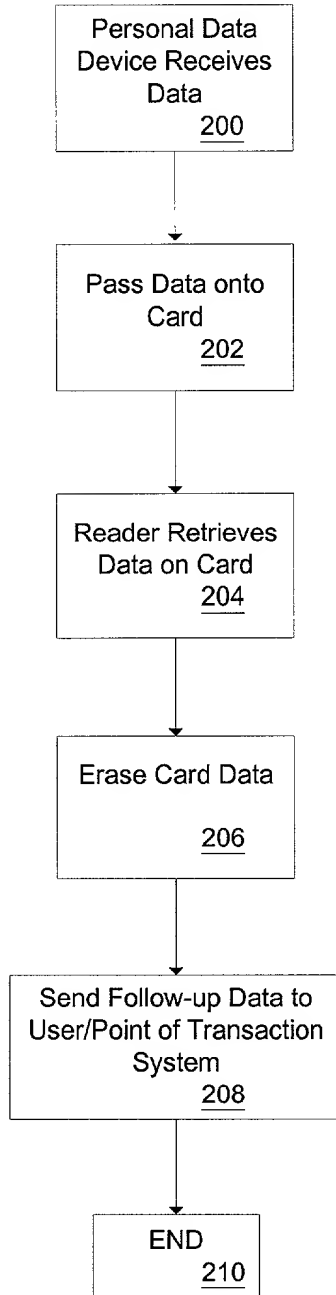 Personal Data
Device Receives
Data
200
Pass Data onto
Card
202
Reader Retrieves
Data on Card
204
Erase Card Data
206
Send Follow-up Data to
User/Point of Transaction
System
208
END
210